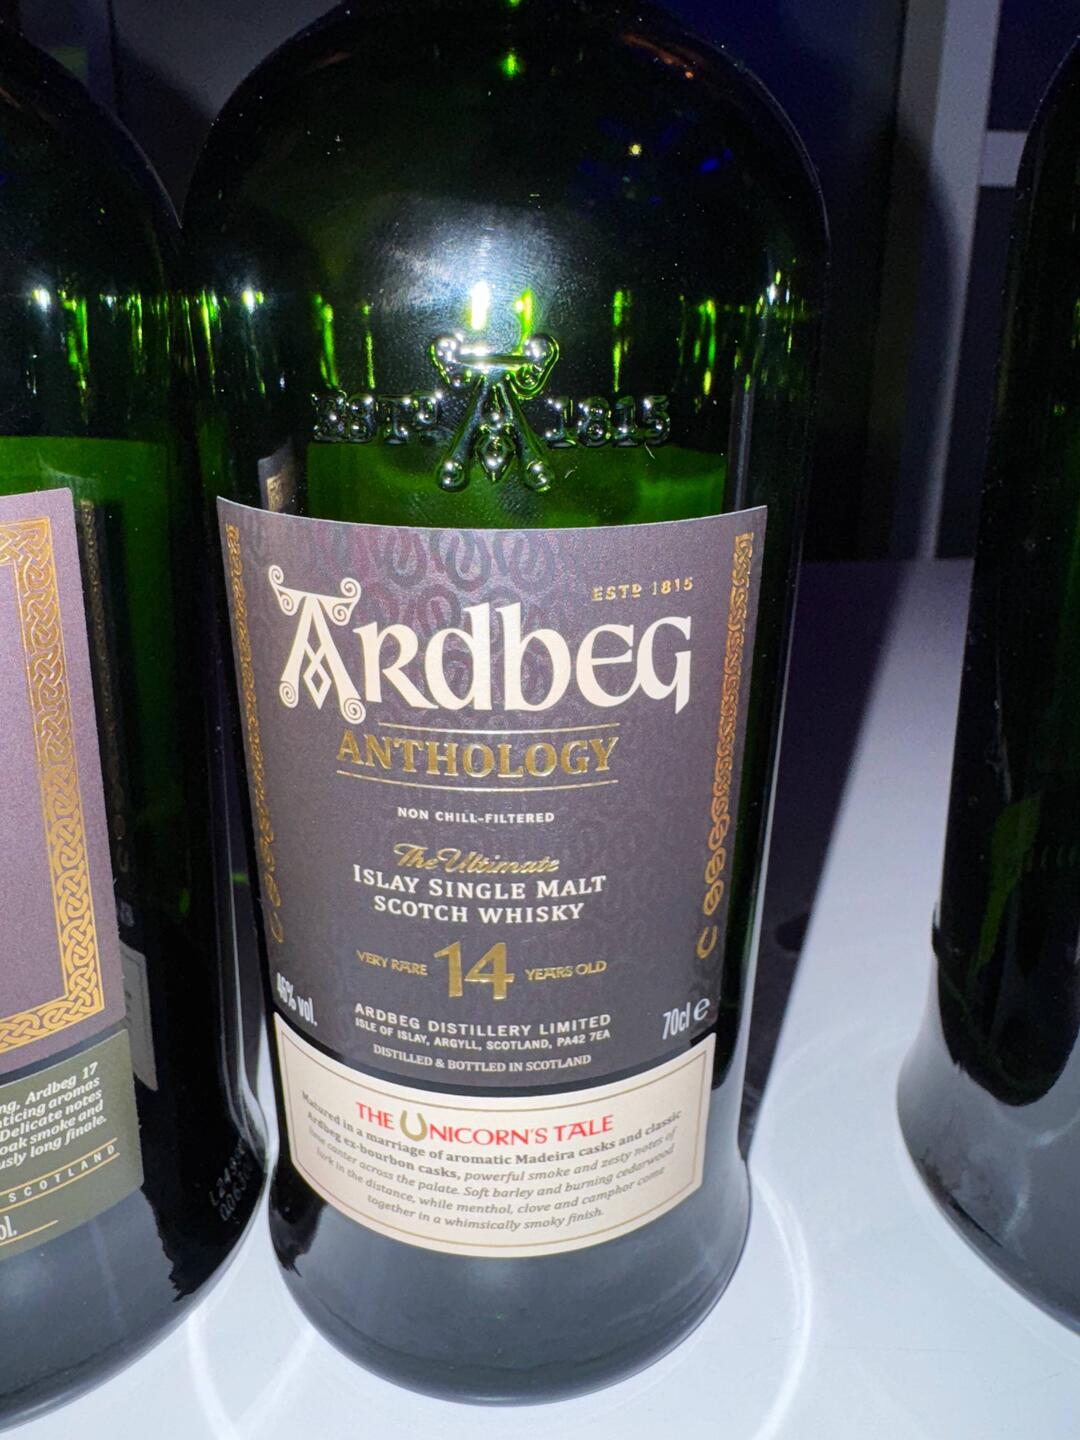 ESTD 1815
ESTD 1815
ARDBEG
ANTHOLOGY
NON CHILL-FILTERED
The Ultimate
ISLAY SINGLE MALT
SCOTCH WHISKY
VERY RARE 14 YEARS OLD
46% vol.
ARDBEG DISTILLERY LIMITED
ISLE OF ISLAY, ARGYLL, SCOTLAND, PA42 7EA
DISTILLED & BOTTLED IN SCOTLAND
70cl e
THE UNICORN'S TALE
Matured in a marriage of aromatic Madeira casks and classic
Ardbeg ex-bourbon casks, powerful smoke and zesty notes of
lime canter across the palate. Soft barley and burning cedarwood
lurk in the distance, while menthol, clove and camphor come
together in a whimsically smoky finish.
ng, Ardbeg 17
nticing aromas
Delicate notes
oak smoke and
usly long finale.
SCOTLAND
ol.